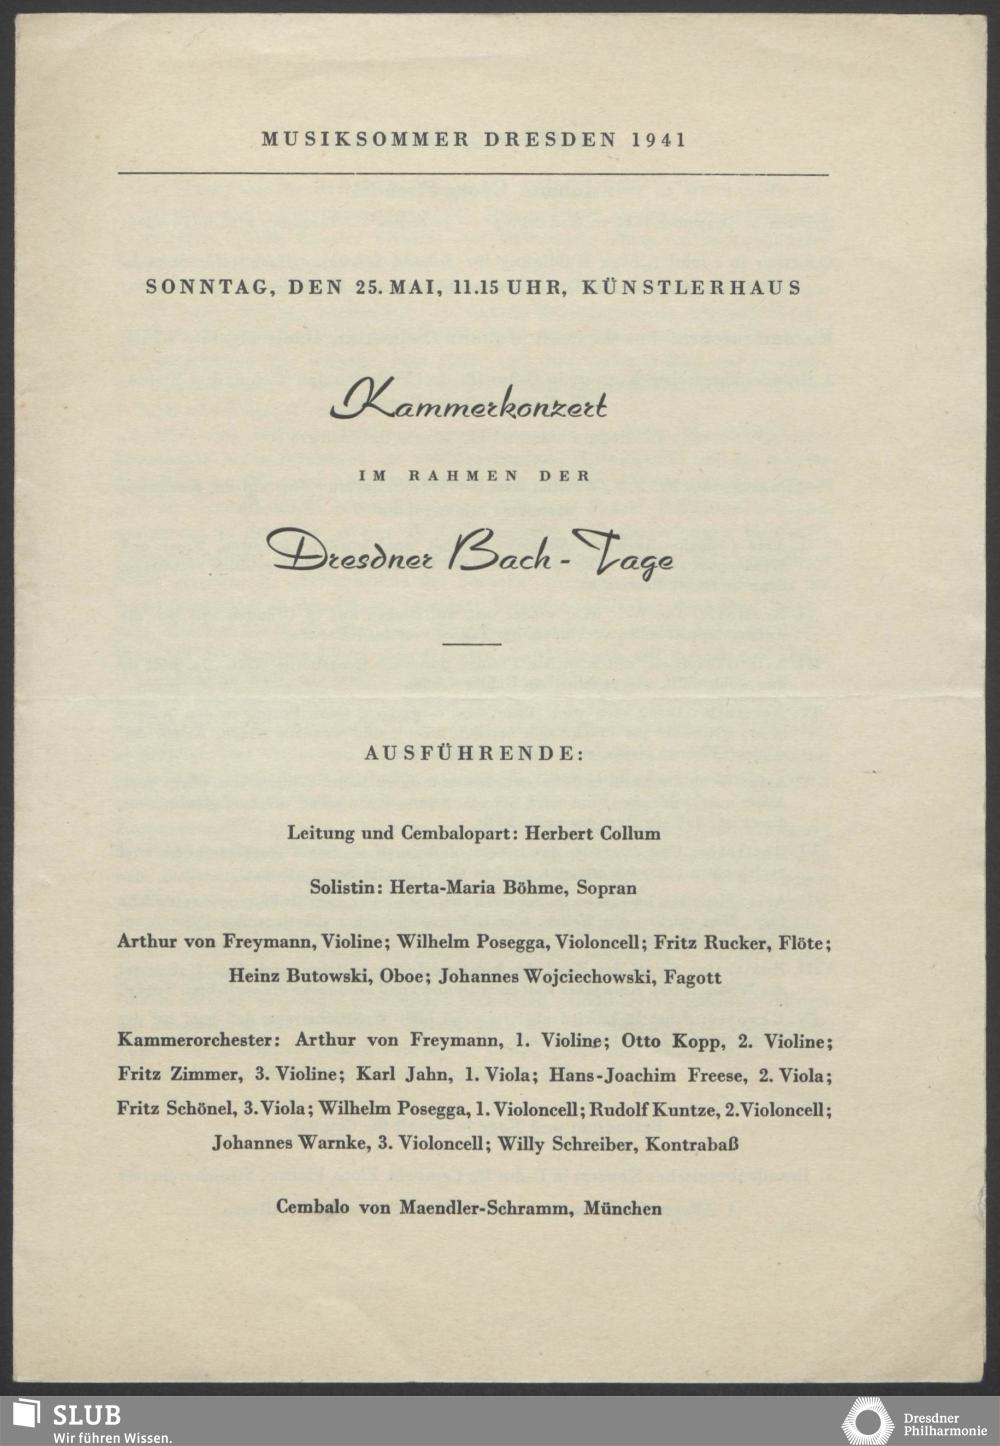 MUSIKSOMMER DRESDEN 1941
SONNTAG, DEN 25. MAI, 11.15 UHR, KÜNSTLERHAUS
Kammerkonzert
IM RAHMEN DER
Dresdner Bach-Tage
AUSFÜHRENDE:
Leitung und Cembalopart: Herbert Collum
Solistin: Herta-Maria Böhme, Sopran
Arthur von Freymann, Violine; Wilhelm Posegga, Violoncell; Fritz Rucker, Flöte;
Heinz Butowski, Oboe; Johannes Wojciechowski, Fagott
Kammerorchester: Arthur von Freymann, 1. Violine; Otto Kopp, 2. Violine;
Fritz Zimmer, 3. Violine; Karl Jahn, 1. Viola; Hans-Joachim Freese, 2. Viola;
Fritz Schönel, 3. Viola; Wilhelm Posegga, 1. Violoncell; Rudolf Kuntze, 2. Violoncell;
Johannes Warnke, 3. Violoncell; Willy Schreiber, Kontrabaß
Cembalo von Maendler-Schramm, München
SLUB
Wir führen Wissen.
Dresdner
Philharmonie